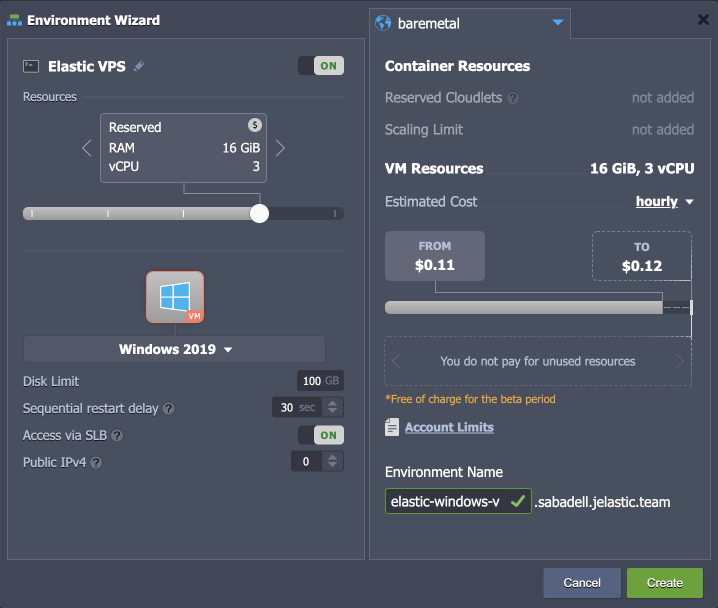 Environment Wizard
Elastic VPS
ON
Resources
Reserved $
RAM 16 GiB
vCPU 3
VM
Windows 2019
Disk Limit 100 GB
Sequential restart delay ? 30 sec
Access via SLB ? ON
Public IPv4 ? 0
baremetal
Container Resources
Reserved Cloudlets ? not added
Scaling Limit not added
VM Resources 16 GiB, 3 vCPU
Estimated Cost hourly
FROM TO
$0.11 $0.12
You do not pay for unused resources
*Free of charge for the beta period
Account Limits
Environment Name
elastic-windows-v .sabadell.jelastic.team
Cancel Create